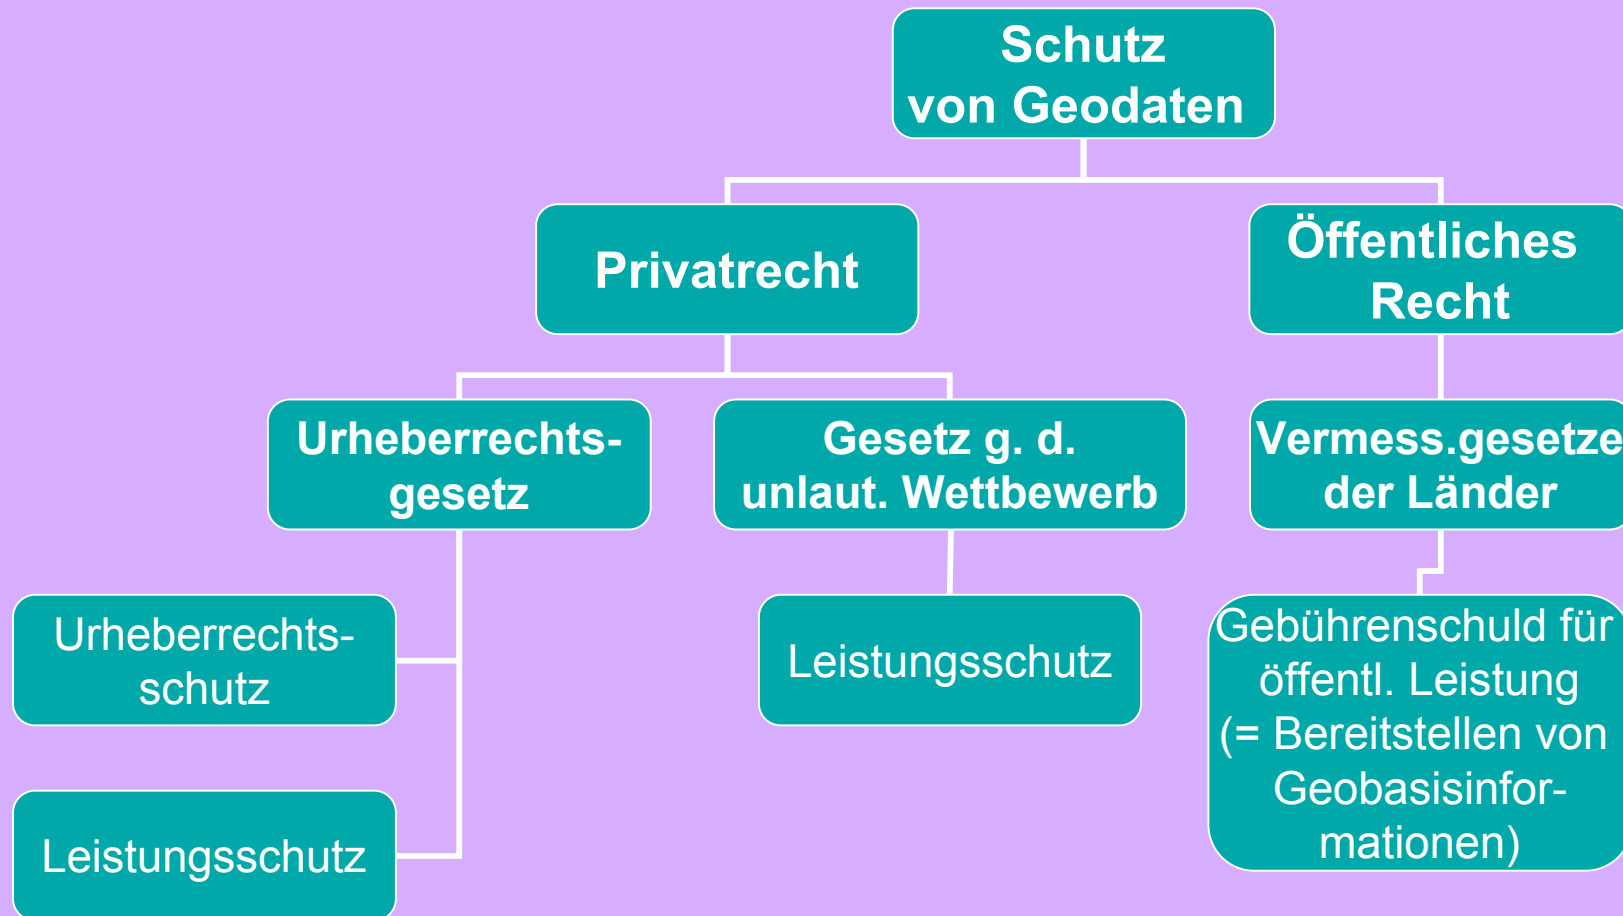 Schutz
von Geodaten
Privatrecht
Öffentliches
Recht
Urheberrechts-
gesetz
Gesetz g. d.
unlaut. Wettbewerb
Vermess.gesetze
der Länder
Urheberrechts-
schutz
Leistungsschutz
Leistungsschutz
Gebührenschuld für
öffentl. Leistung
(= Bereitstellen von
Geobasisinfor-
mationen)